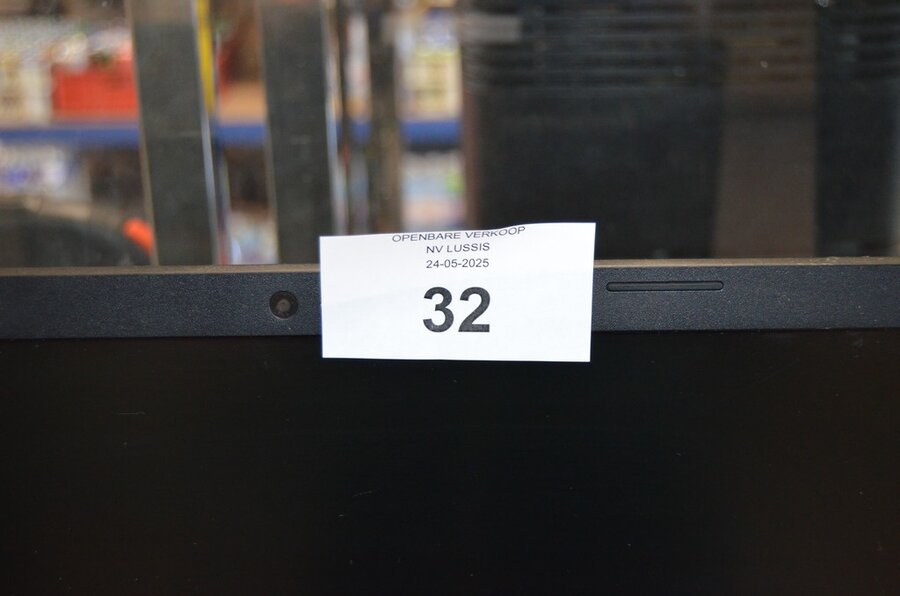 OPENBARE VERKOOP
NV LUSSIS
24-05-2025
32